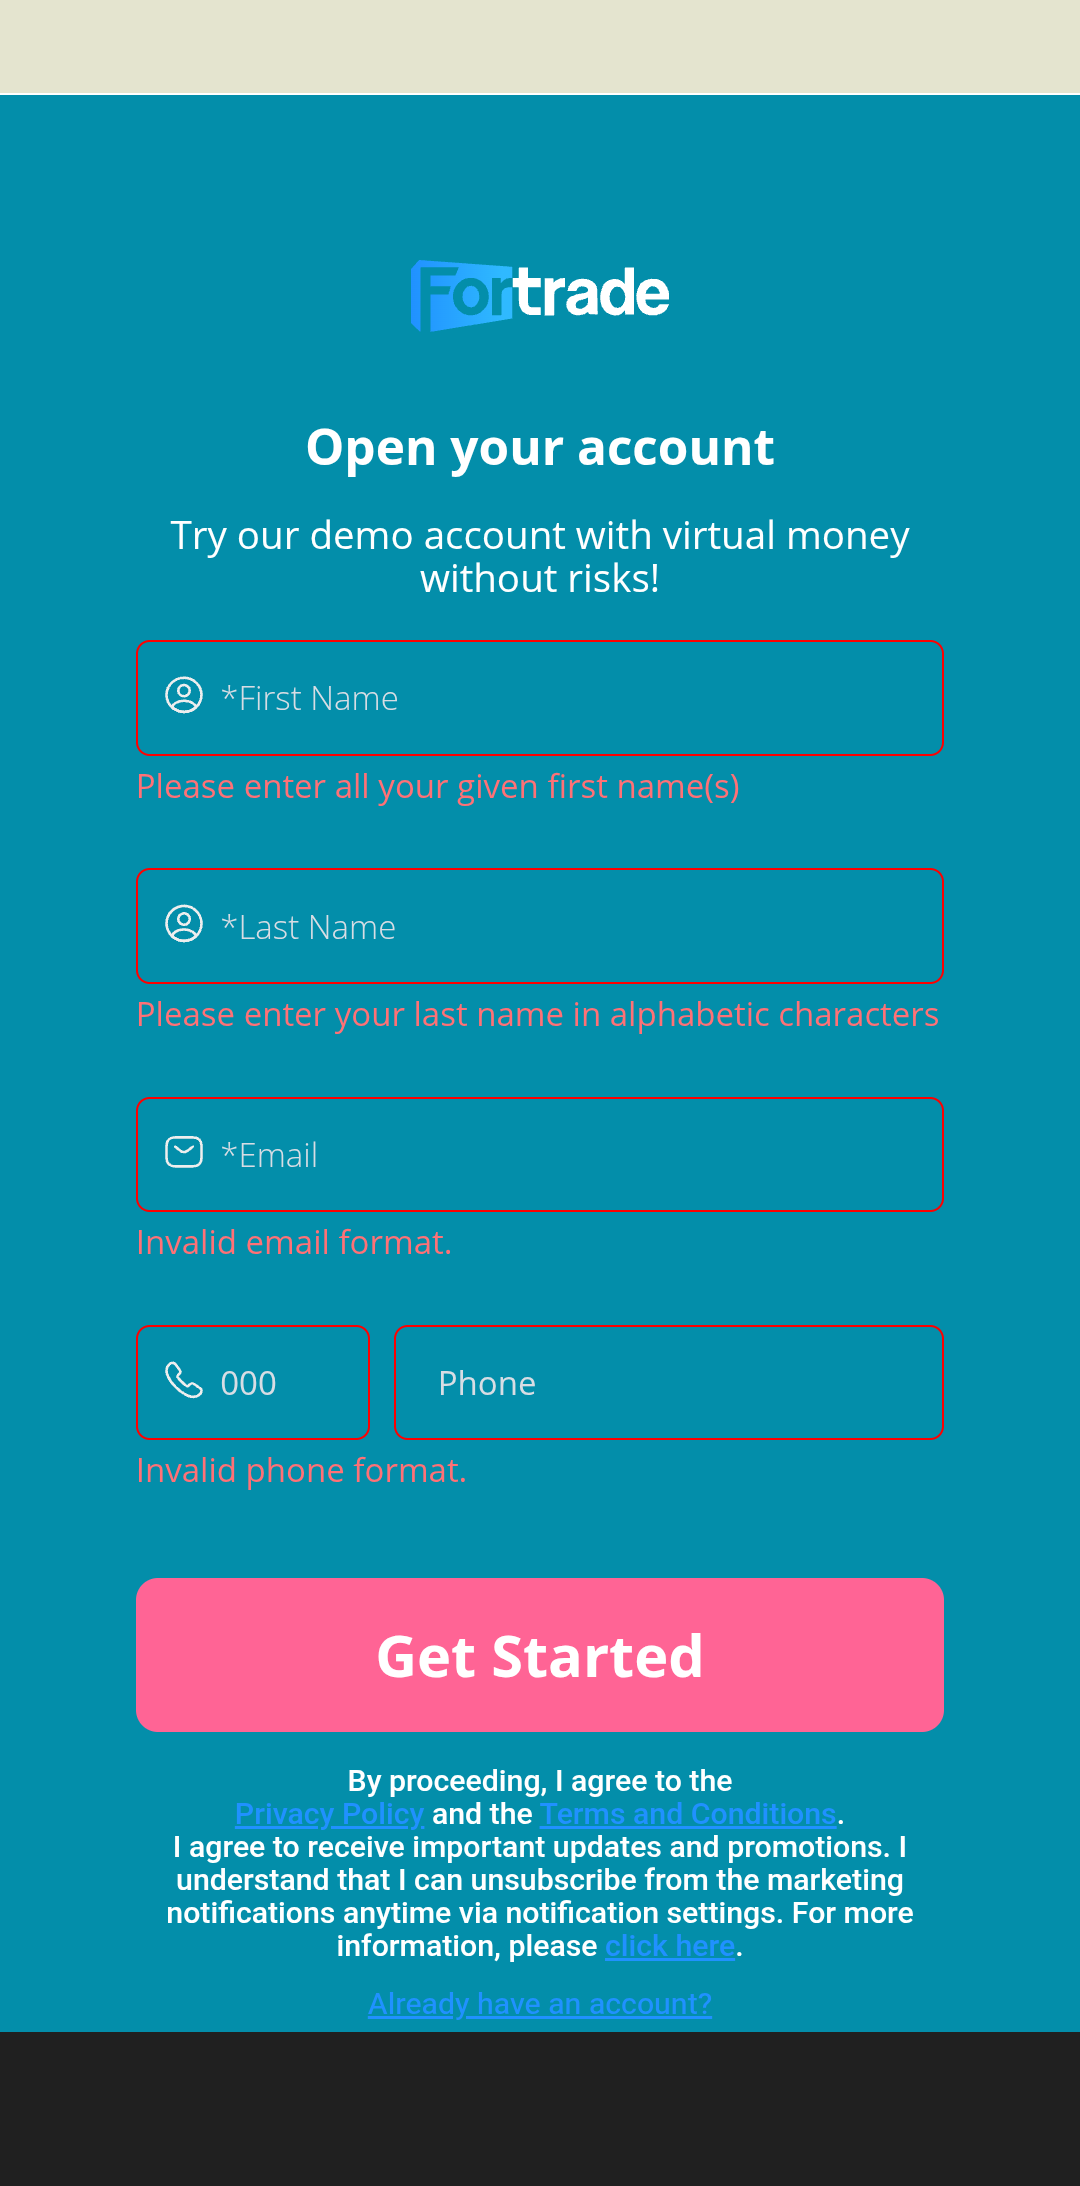 Fortrade
Open your account
Try our demo account with virtual money
without risks!
*First Name
Please enter all your given first name(s)
*Last Name
Please enter your last name in alphabetic characters
*Email
Invalid email format.
000 Phone
Invalid phone format.
Get Started
By proceeding, I agree to the
Privacy Policy and the Terms and Conditions.
I agree to receive important updates and promotions. I
understand that I can unsubscribe from the marketing
notifications anytime via notification settings. For more
information, please click here.
Already have an account?